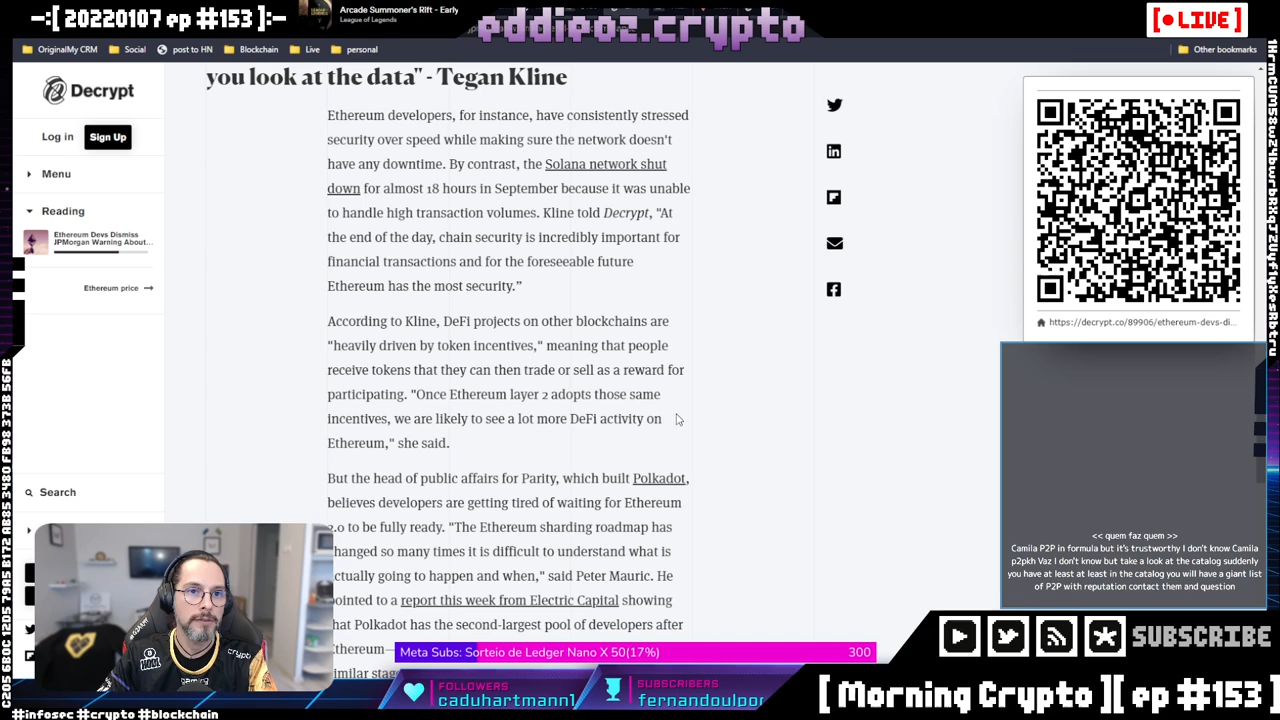 -:[ 20220107 ep #153 ]:-
Arcade Summoner's Rift - Early
League of Legends
eddieoz.crypto
[ ● LIVE ]
OriginalMy CRM
Social
post to HN
Blockchain
Live
personal
Other bookmarks
Decrypt
Log in
Sign Up
Menu
Reading
Ethereum Devs Dismiss
JPMorgan Warning About...
Ethereum price
Search
you look at the data" - Tegan Kline
Ethereum developers, for instance, have consistently stressed
security over speed while making sure the network doesn't
have any downtime. By contrast, the Solana network shut
down for almost 18 hours in September because it was unable
to handle high transaction volumes. Kline told Decrypt, "At
the end of the day, chain security is incredibly important for
financial transactions and for the foreseeable future
Ethereum has the most security.”
According to Kline, DeFi projects on other blockchains are
"heavily driven by token incentives," meaning that people
receive tokens that they can then trade or sell as a reward for
participating. "Once Ethereum layer 2 adopts those same
incentives, we are likely to see a lot more DeFi activity on
Ethereum," she said.
But the head of public affairs for Parity, which built Polkadot,
believes developers are getting tired of waiting for Ethereum
2.0 to be fully ready. "The Ethereum sharding roadmap has
changed so many times it is difficult to understand what is
actually going to happen and when," said Peter Mauric. He
pointed to a report this week from Electric Capital showing
that Polkadot has the second-largest pool of developers after
Ethereum—
similar stag
https://decrypt.co/89906/ethereum-devs-di...
<< quem faz quem >>
Camila P2P in formula but it's trustworthy I don't know Camila
p2pkh Vaz I don't know but take a look at the catalog suddenly
you have at least at least in the catalog you will have a giant list
of P2P with reputation contact them and question
Meta Subs: Sorteio de Ledger Nano X 50(17%)
300
FOLLOWERS
caduhartmann1
SUBSCRIBERS
fernandoulpor
SUBSCRIBE
[ Morning Crypto ][ ep #153 ]
#infosec #crypto #blockchain